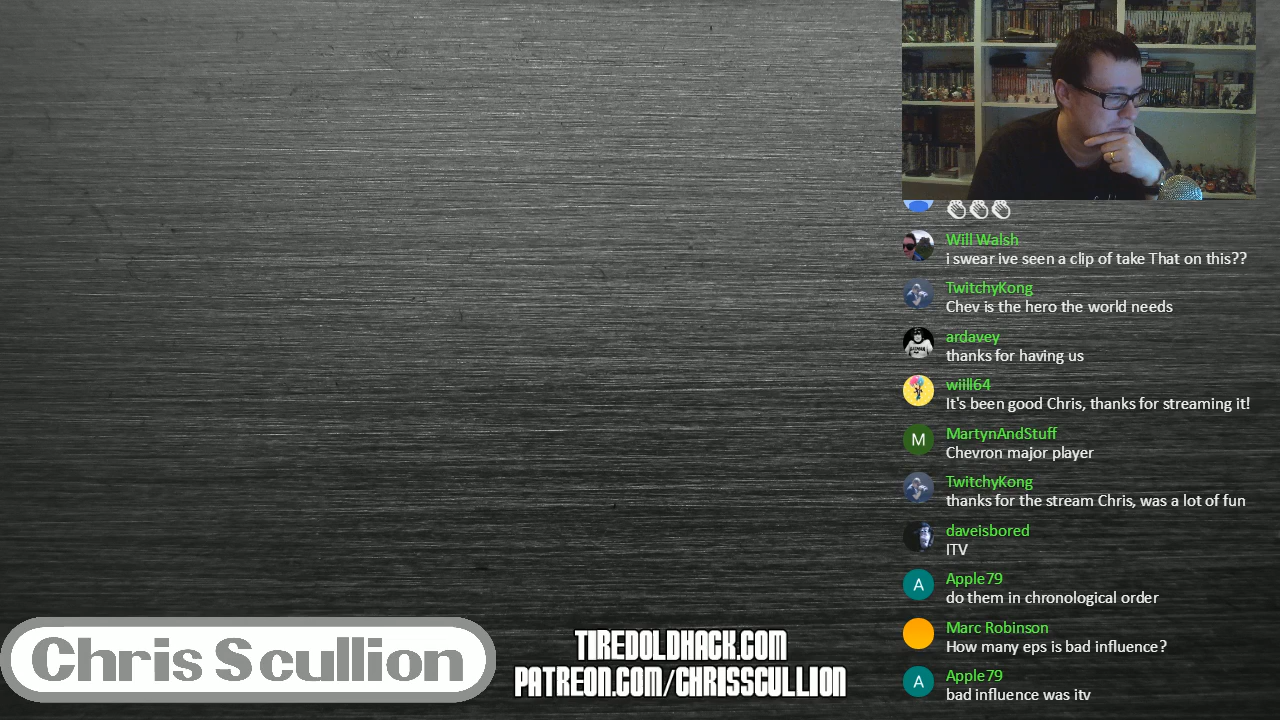 👏👏👏
Will Walsh
i swear ive seen a clip of take That on this??
TwitchyKong
Chev is the hero the world needs
ardavey
thanks for having us
wiill64
It's been good Chris, thanks for streaming it!
M
MartynAndStuff
Chevron major player
TwitchyKong
thanks for the stream Chris, was a lot of fun
daveisbored
ITV
A
Apple79
do them in chronological order
Marc Robinson
How many eps is bad influence?
A
Apple79
bad influence was itv
Chris Scullion
TIREDOLDHACK.COM
PATREON.COM/CHRISSCULLION